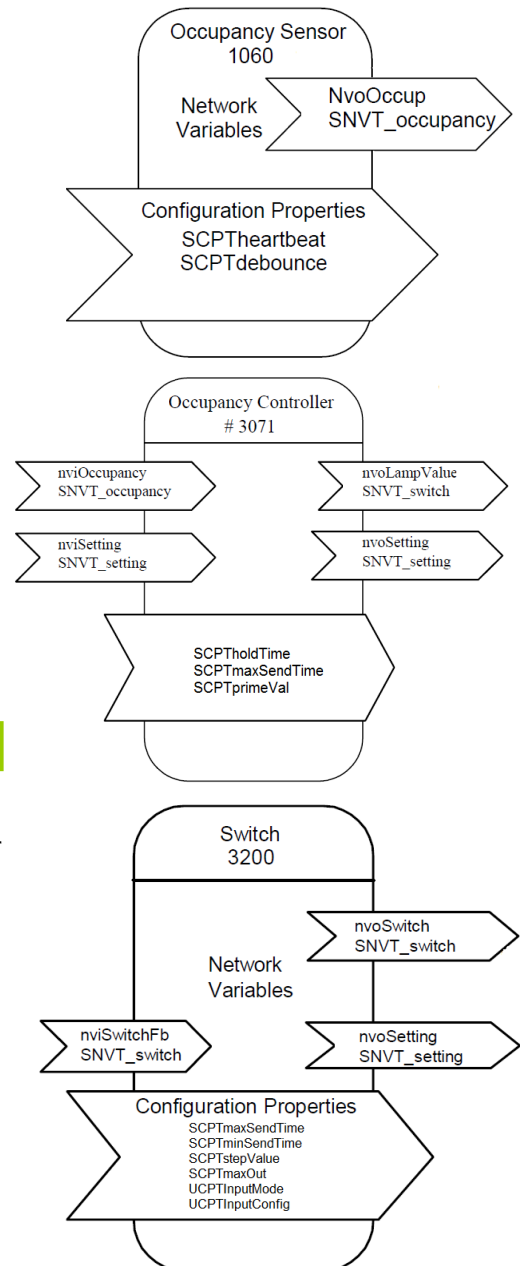 Occupancy Sensor
1060
Network
Variables
NvoOccup
SNVT_occupancy
Configuration Properties
SCPTheartbeat
SCPTdebounce
Occupancy Controller
# 3071
nviOccupancy
SNVT_occupancy
nvoLampValue
SNVT_switch
nviSetting
SNVT_setting
nvoSetting
SNVT_setting
SCPTholdTime
SCPTmaxSendTime
SCPTprimeVal
Switch
3200
nvoSwitch
SNVT_switch
Network
Variables
nviSwitchFb
SNVT_switch
nvoSetting
SNVT_setting
Configuration Properties
SCPTmaxSendTime
SCPTminSendTime
SCPTstepValue
SCPTmaxOut
UCPTInputMode
UCPTInputConfig